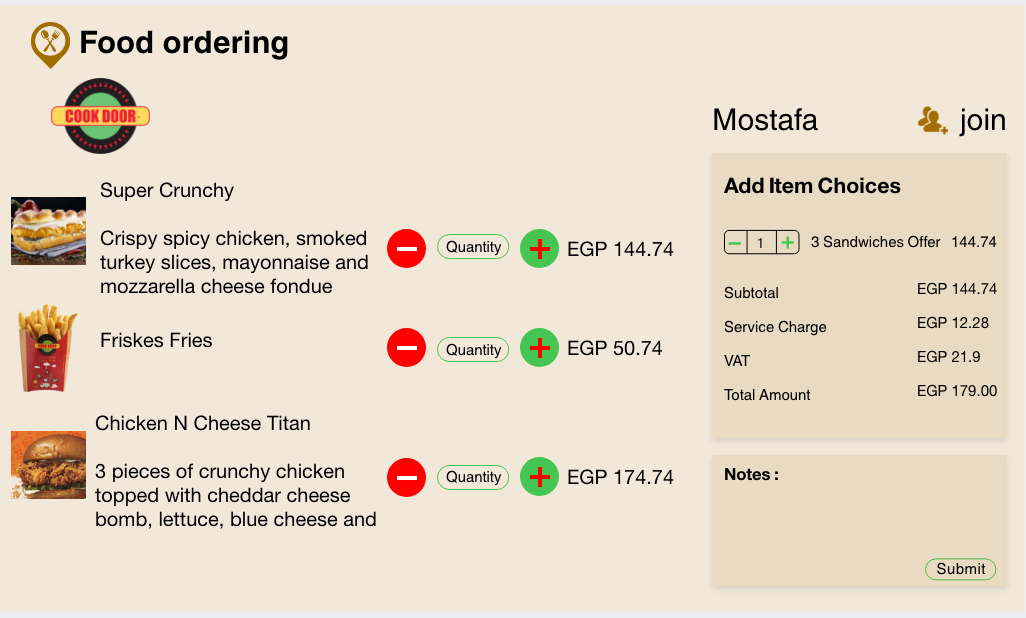 Food ordering
COOK DOOR
Mostafa
join
Super Crunchy
Crispy spicy chicken, smoked
turkey slices, mayonnaise and
mozzarella cheese fondue
Quantity
EGP 144.74
Friskes Fries
Quantity
EGP 50.74
Chicken N Cheese Titan
3 pieces of crunchy chicken
topped with cheddar cheese
bomb, lettuce, blue cheese and
Quantity
EGP 174.74
Add Item Choices
1 3 Sandwiches Offer 144.74
Subtotal EGP 144.74
Service Charge EGP 12.28
VAT EGP 21.9
Total Amount EGP 179.00
Notes :
Submit